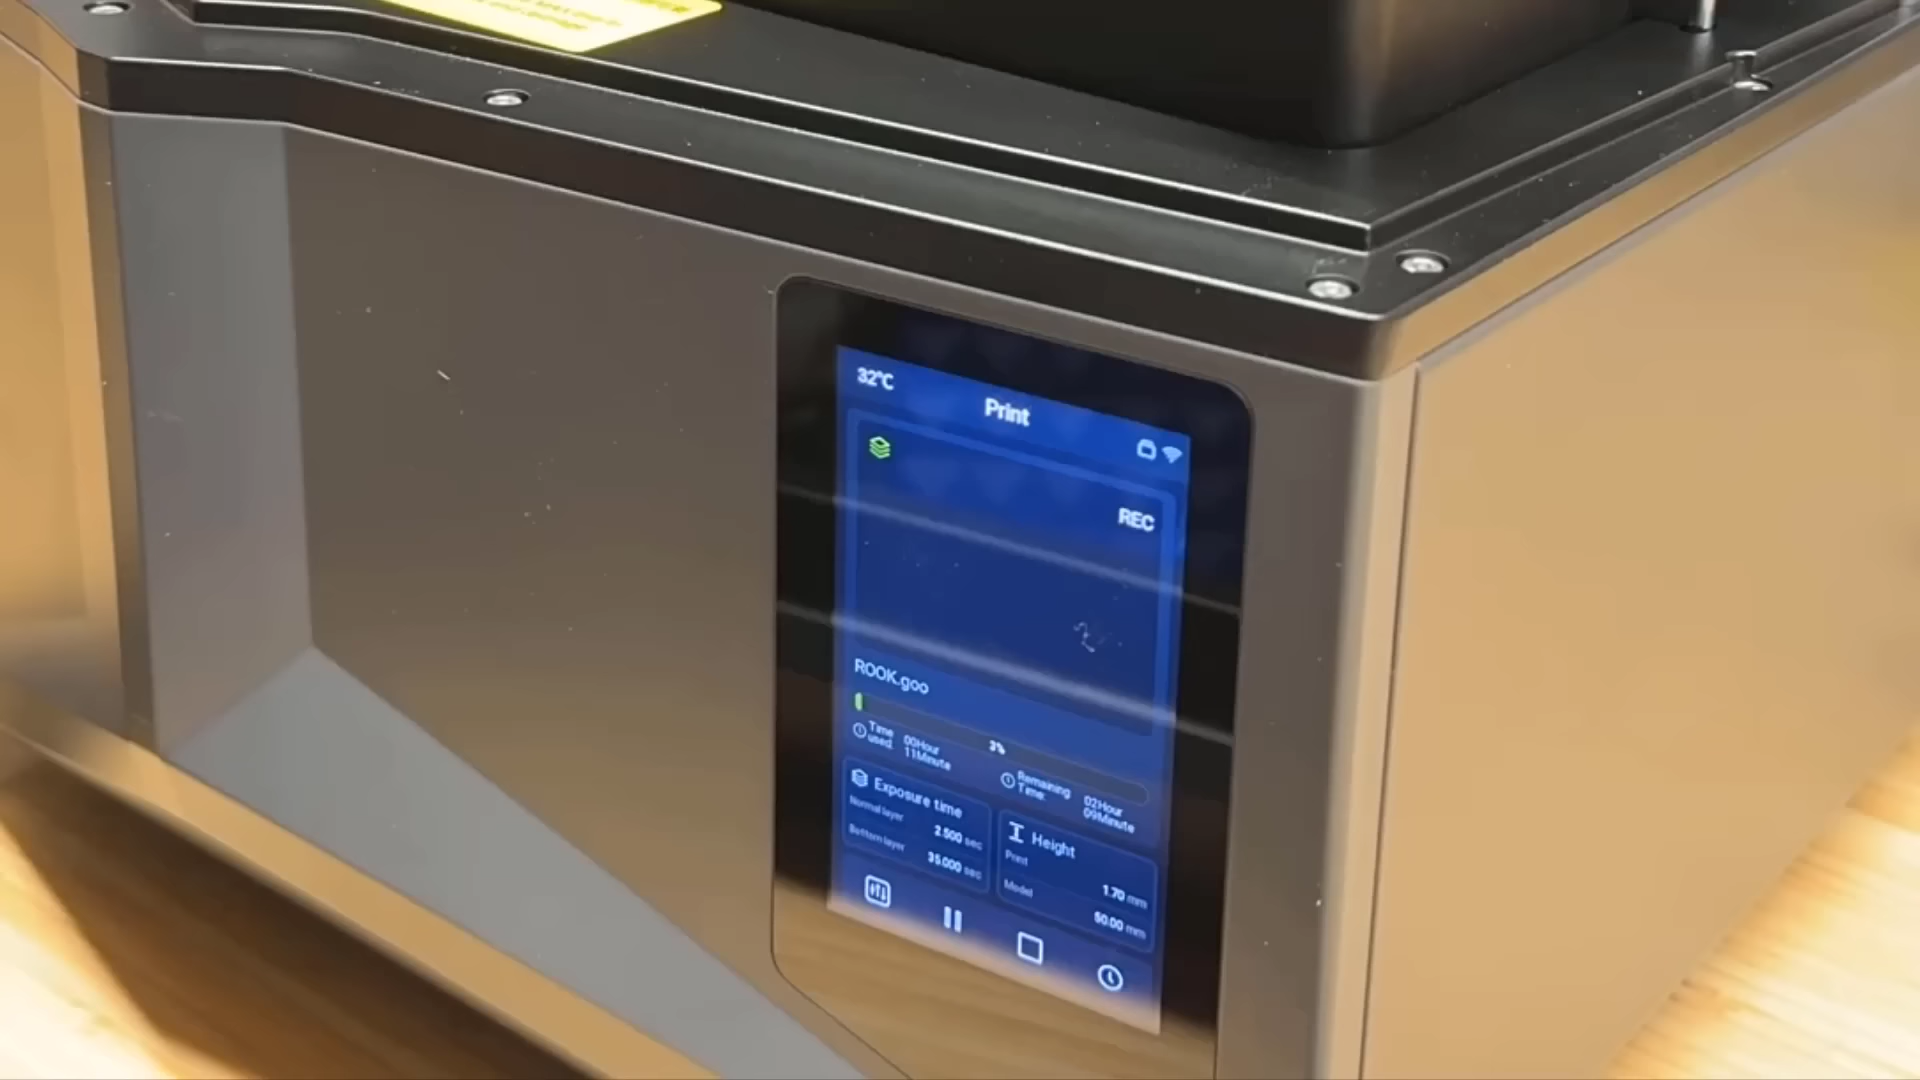 32°C
Print
REC
ROOK.goo
3%
Time used:
00Hour 11Minute
Remaining Time:
02Hour 09Minute
Exposure time
Normal layer
2.500 sec
Bottom layer
35.000 sec
Height
Print
1.70 mm
Model
50.00 mm